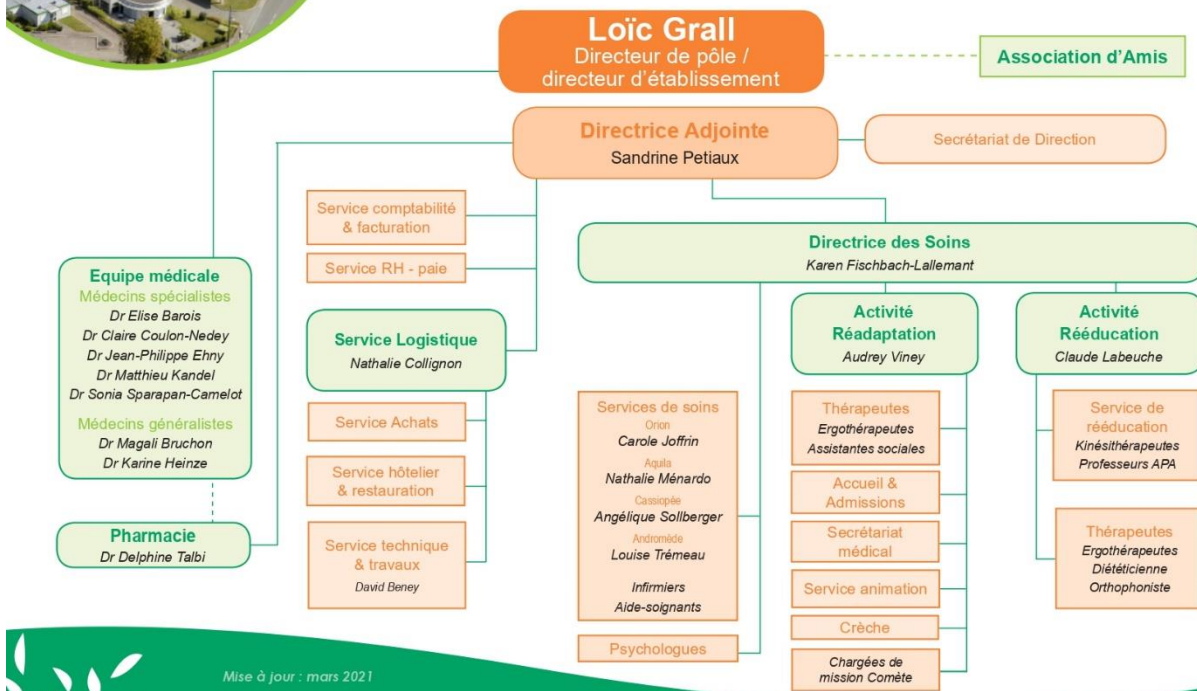 Loïc Grall
Directeur de pôle /
directeur d'établissement
Association d'Amis
Directrice Adjointe
Sandrine Petiaux
Secrétariat de Direction
Service comptabilité
& facturation
Service RH - paie
Directrice des Soins
Karen Fischbach-Lallemant
Equipe médicale
Médecins spécialistes
Dr Elise Barois
Dr Claire Coulon-Nedey
Dr Jean-Philippe Ehny
Dr Matthieu Kandel
Dr Sonia Sparapan-Camelot
Médecins généralistes
Dr Magali Bruchon
Dr Karine Heinze
Pharmacie
Dr Delphine Talbi
Service Logistique
Nathalie Collignon
Service Achats
Service hôtelier
& restauration
Service technique
& travaux
David Beney
Services de soins
Orion
Carole Joffrin
Aquila
Nathalie Ménardo
Cassiopée
Angélique Sollberger
Andromède
Louise Trémeau
Infirmiers
Aide-soignants
Psychologues
Activité
Réadaptation
Audrey Viney
Thérapeutes
Ergothérapeutes
Assistantes sociales
Accueil &
Admissions
Secrétariat
médical
Service animation
Crèche
Chargées de
mission Comète
Activité
Rééducation
Claude Labeuche
Service de
rééducation
Kinésithérapeutes
Professeurs APA
Thérapeutes
Ergothérapeutes
Diététicienne
Orthophoniste
Mise à jour : mars 2021